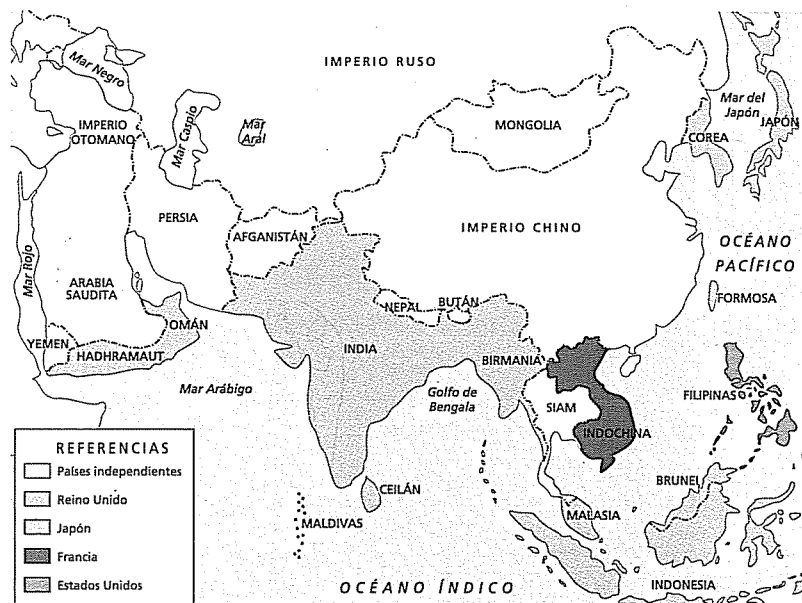 IMPERIO RUSO
Mar Negro
Mar Caspio
Mar
Aral
MONGOLIA
Mar del
Japón
JAPÓN
COREA
IMPERIO
OTOMANO
PERSIA
AFGANISTÁN
IMPERIO CHINO
OCÉANO
PACÍFICO
Mar Rojo
ARABIA
SAUDITA
NEPAL
BUTÁN
FORMOSA
OMÁN
YEMEN
HADHRAMAUT
INDIA
BIRMANIA
Mar Arábigo
Golfo de
Bengala
SIAM
INDOCHINA
FILIPINAS
REFERENCIAS
Países independientes
Reino Unido
Japón
Francia
Estados Unidos
CEILÁN
MALDIVAS
MALASIA
BRUNEI
INDONESIA
OCÉANO ÍNDICO